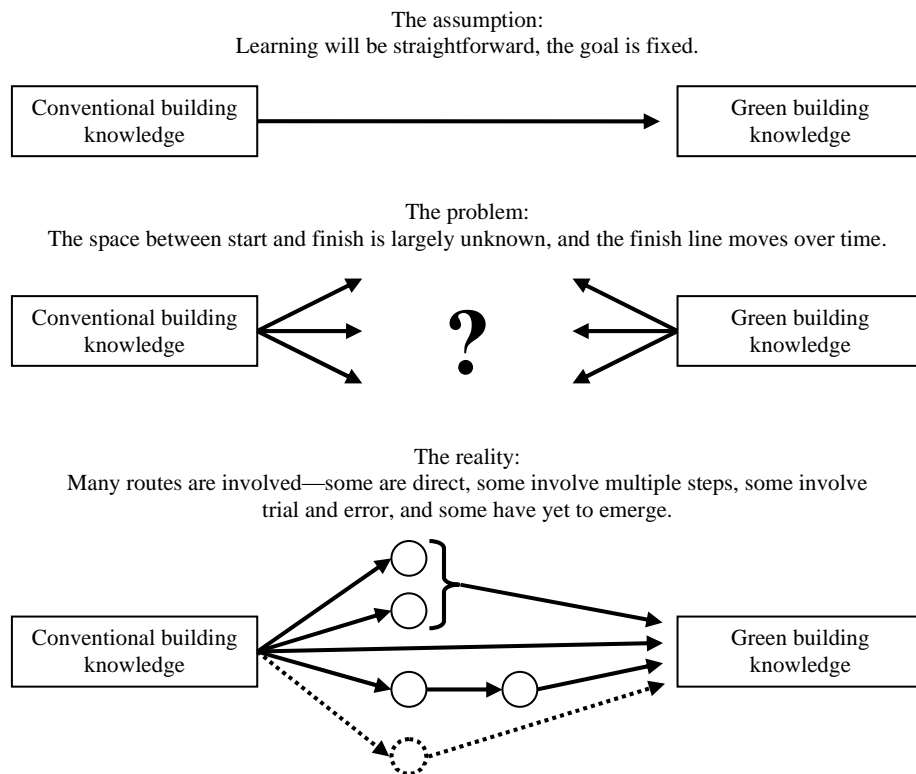 The assumption:
Learning will be straightforward, the goal is fixed.
Conventional building
knowledge
Green building
knowledge
The problem:
The space between start and finish is largely unknown, and the finish line moves over time.
Conventional building
knowledge
?
Green building
knowledge
The reality:
Many routes are involved—some are direct, some involve multiple steps, some involve
trial and error, and some have yet to emerge.
Conventional building
knowledge
Green building
knowledge